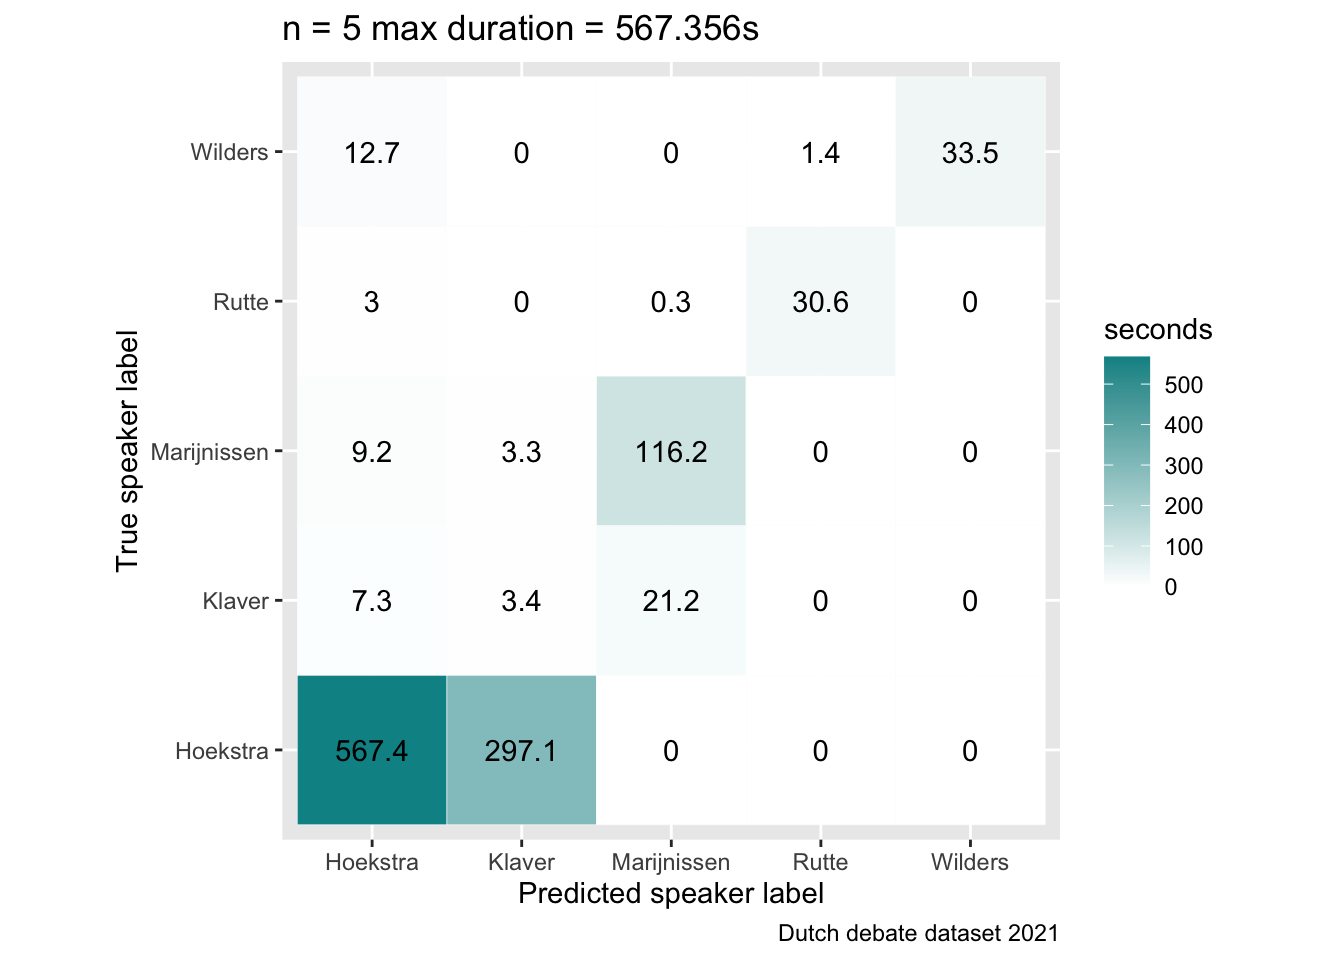 n = 5 max duration = 567.356s
Wilders 12.7 0 0 1.4 33.5
Rutte 3 0 0.3 30.6 0
Marijnissen 9.2 3.3 116.2 0 0
Klaver 7.3 3.4 21.2 0 0
Hoekstra 567.4 297.1 0 0 0
Hoekstra Klaver Marijnissen Rutte Wilders
Predicted speaker label
True speaker label
seconds
500
400
300
200
100
0
Dutch debate dataset 2021